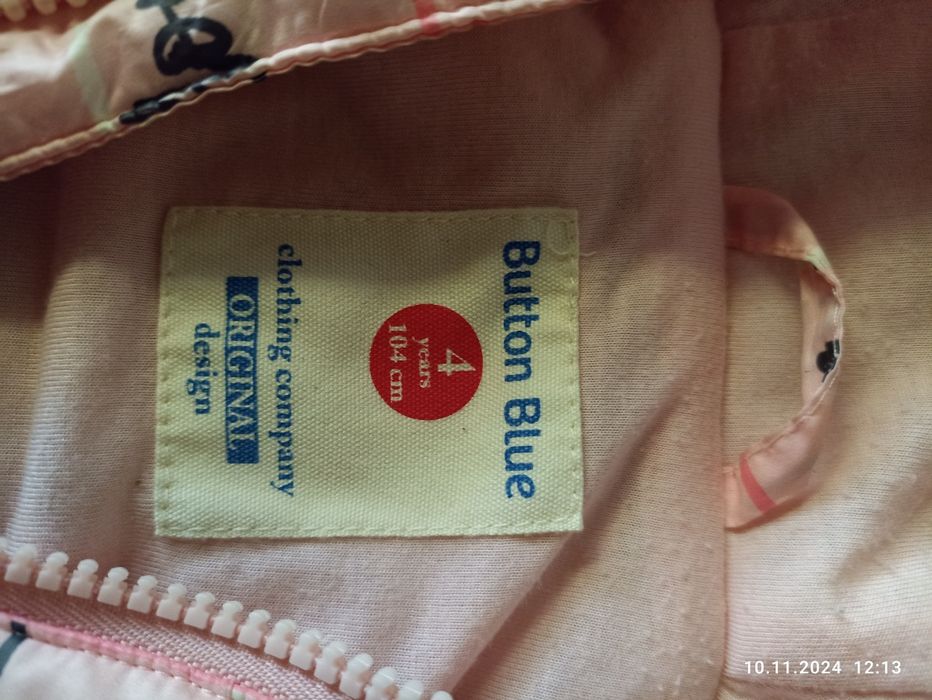 Button Blue
4
years
104 cm
clothing company
ORIGINAL
design
10.11.2024 12:13